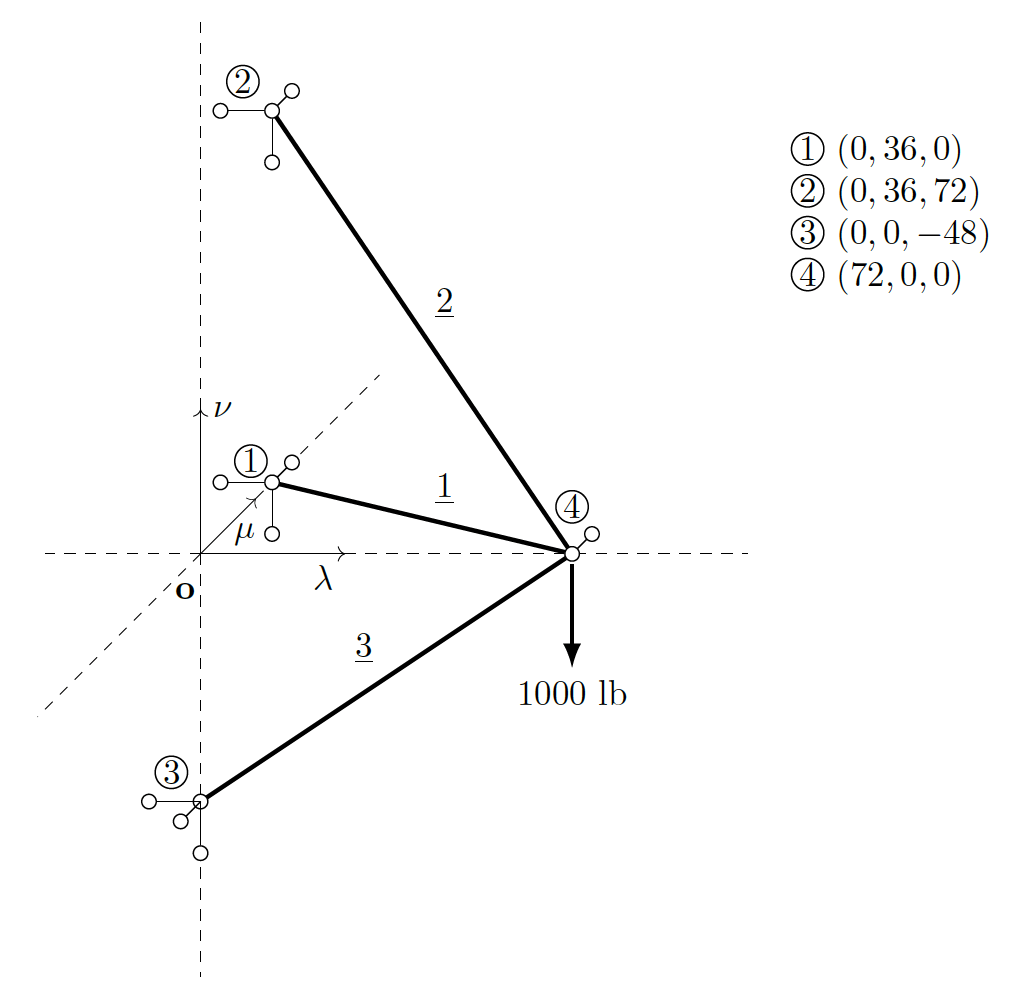 ②
① (0, 36, 0)
② (0, 36, 72)
③ (0, 0, −48)
④ (72, 0, 0)
2
ν
①
1
④
μ
λ
o
3
1000 lb
③